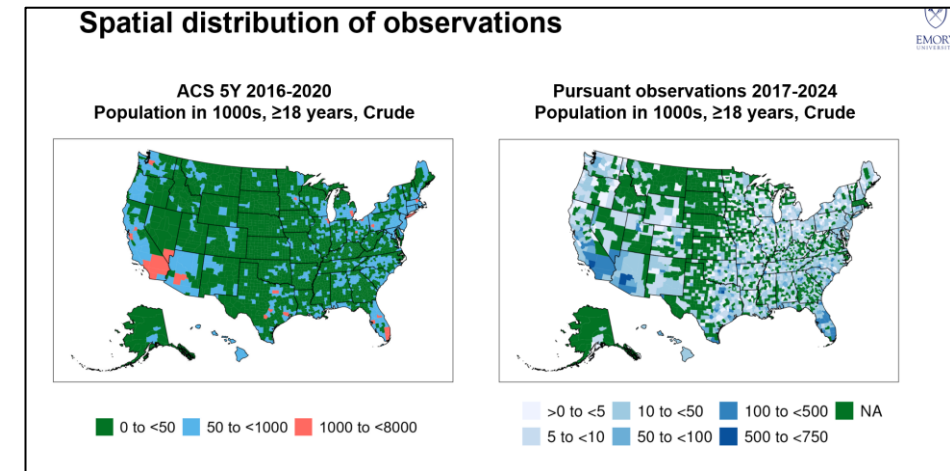 Spatial distribution of observations
EMORY
UNIVERSITY
ACS 5Y 2016-2020
Population in 1000s, ≥18 years, Crude
Pursuant observations 2017-2024
Population in 1000s, ≥18 years, Crude
0 to <50 50 to <1000 1000 to <8000
>0 to <5 10 to <50 100 to <500 NA
5 to <10 50 to <100 500 to <750